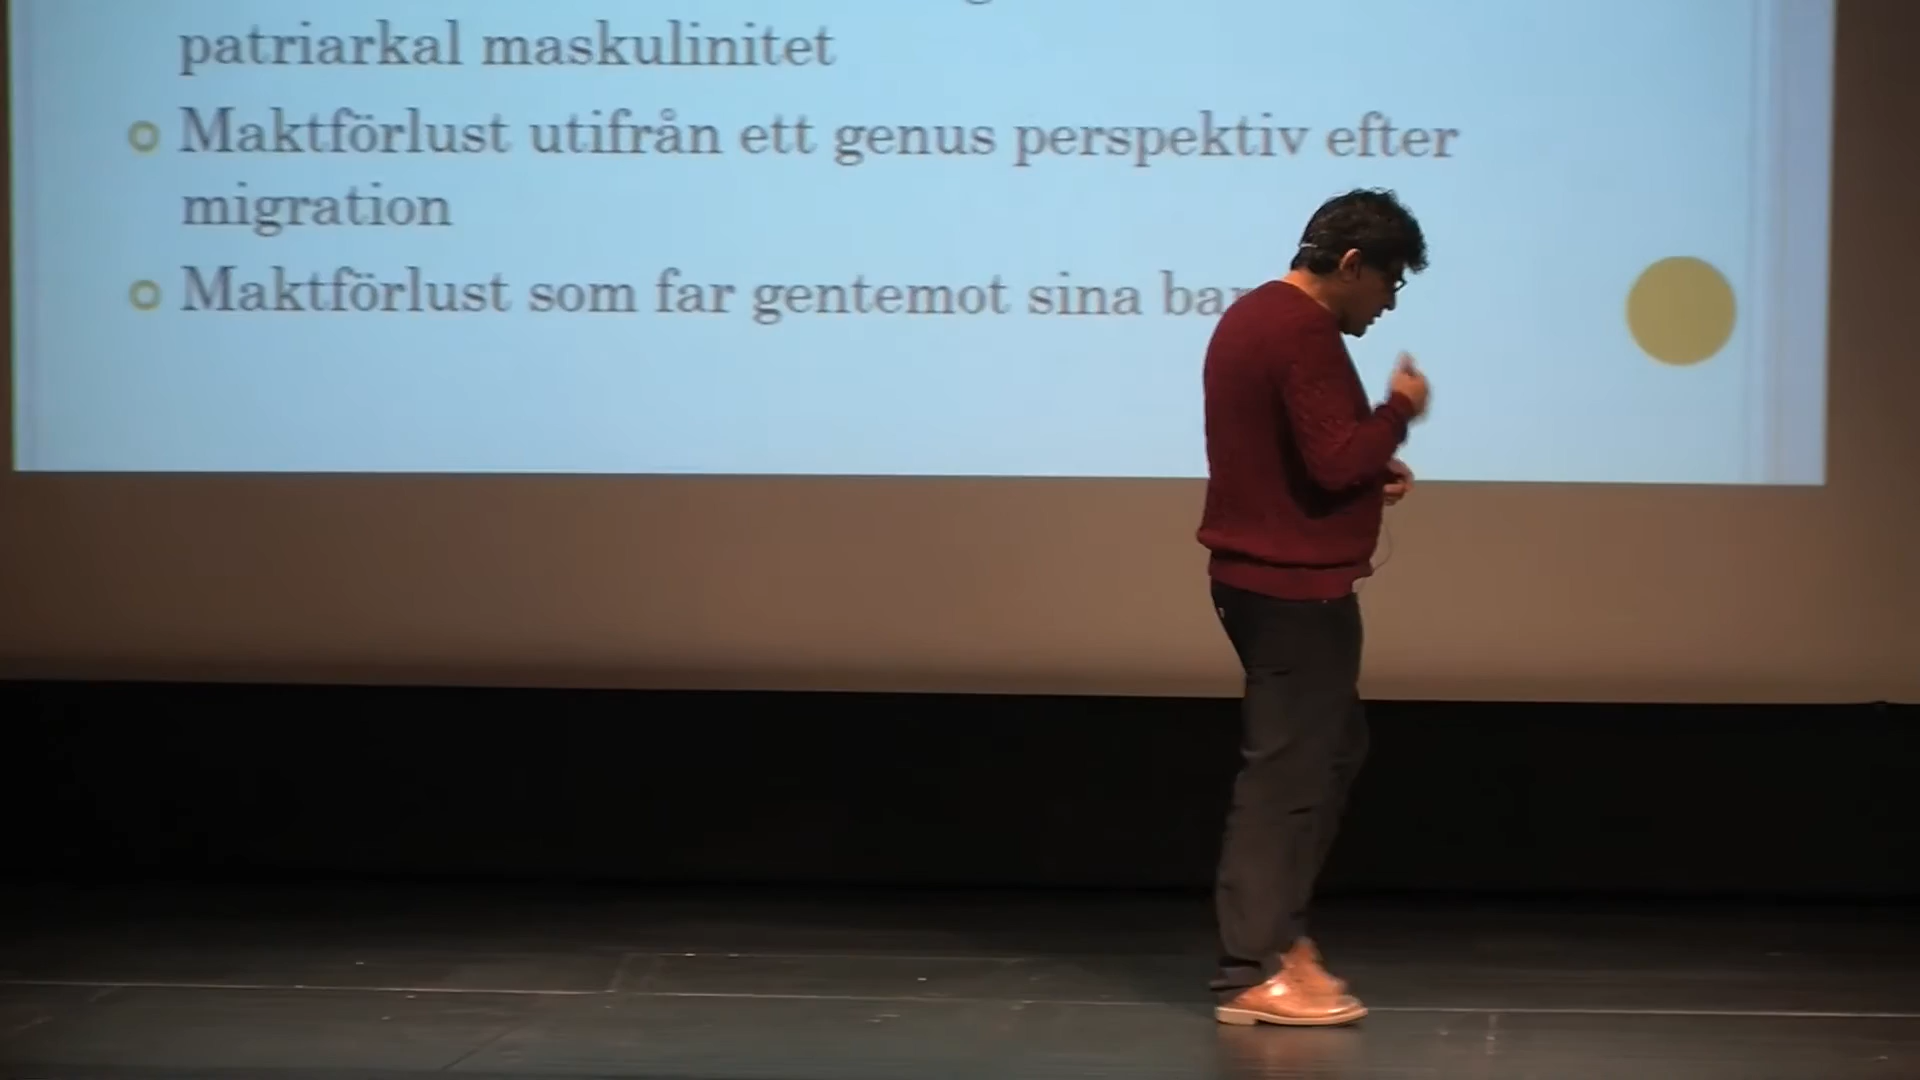 patriarkal maskulinitet
Maktförlust utifrån ett genus perspektiv efter
migration
Maktförlust som far gentemot sina